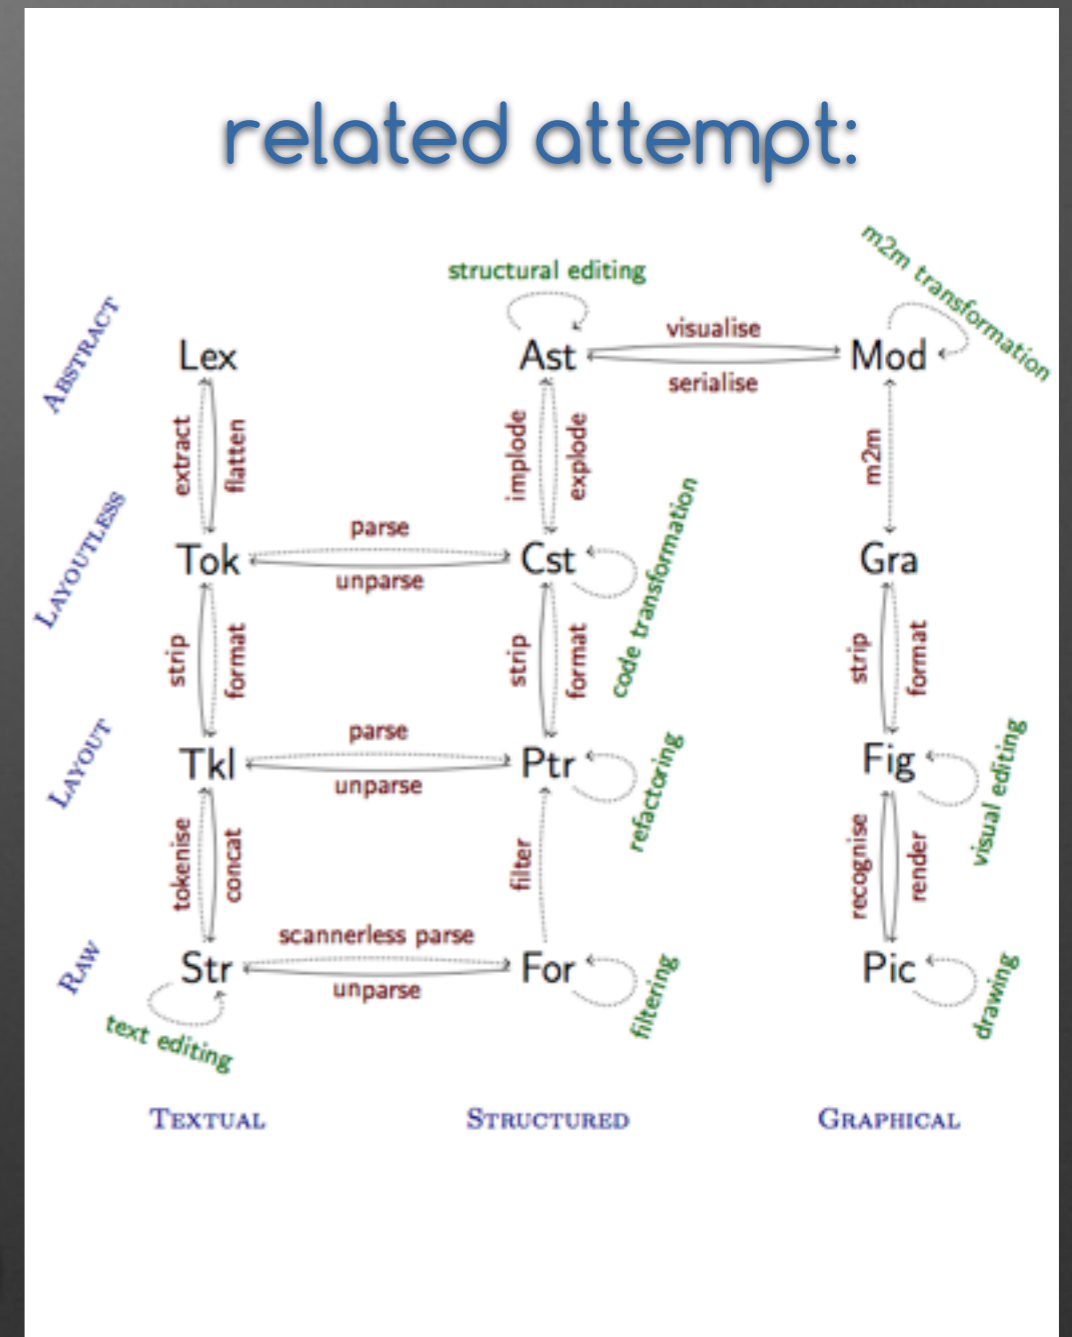 related attempt:
m2m transformation
structural editing
ABSTRACT
visualise
Lex
Ast
Mod
serialise
extract
flatten
implode
explode
m2m
LAYOUTLESS
parse
code transformation
Tok
Cst
Gra
unparse
strip
format
strip
format
strip
format
LAYOUT
parse
refactoring
visual editing
Tkl
Ptr
Fig
unparse
tokenise
concat
filter
recognise
render
RAW
scannerless parse
Str
For
Pic
filtering
drawing
unparse
text editing
TEXTUAL
STRUCTURED
GRAPHICAL